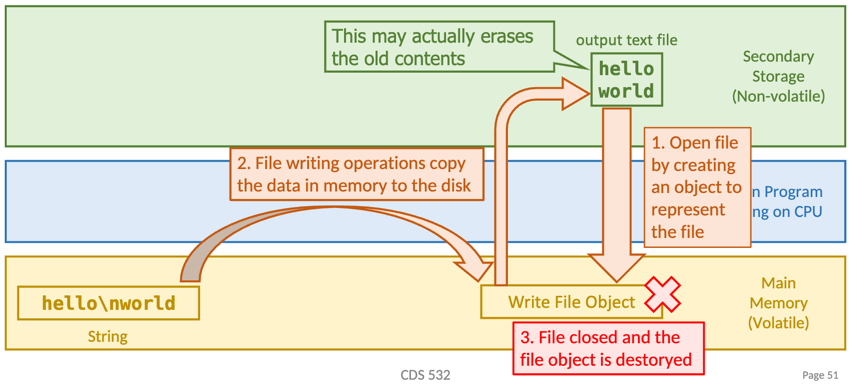 This may actually erases
the old contents
output text file
hello
world
Secondary
Storage
(Non-volatile)
1. Open file
by creating
an object to
represent
the file
2. File writing operations copy
the data in memory to the disk
Program
on CPU
hello\nworld
String
Write File Object
Main
Memory
(Volatile)
3. File closed and the
file object is destoryed
CDS 532
Page 51